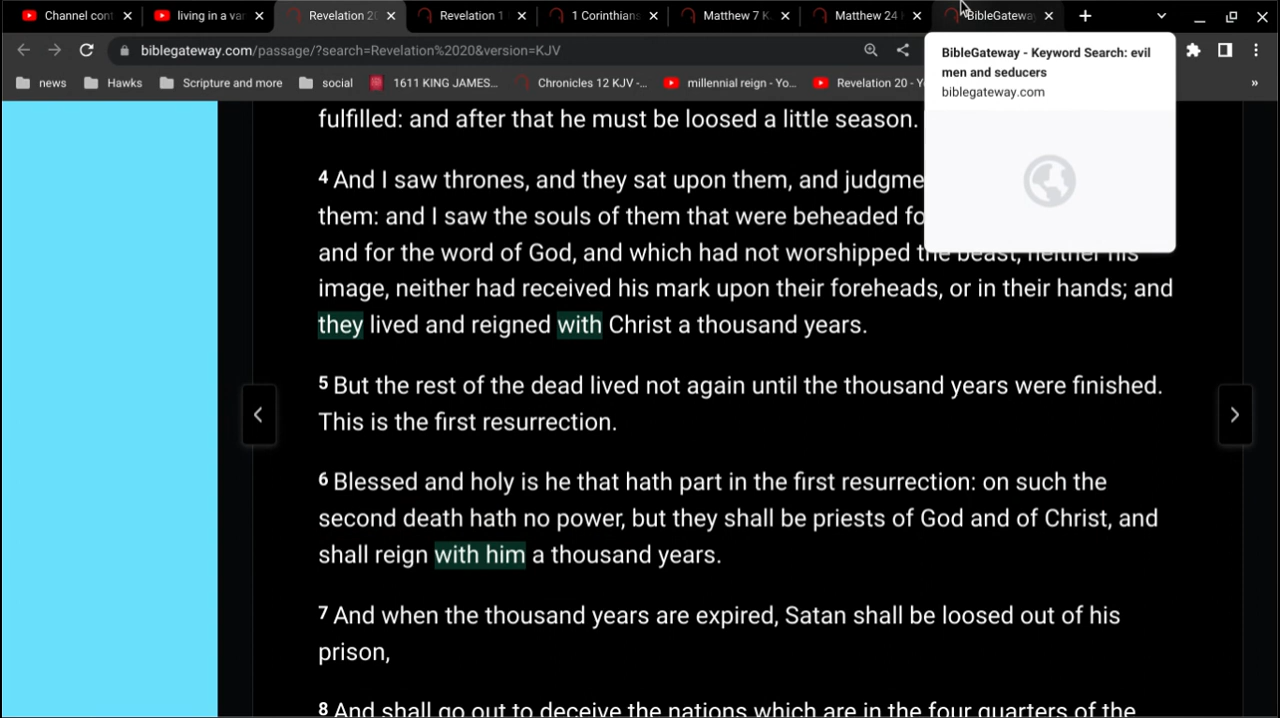 Channel cont
living in a var
Revelation 20
Revelation 1
1 Corinthians
Matthew 7 K
Matthew 24
BibleGateway
biblegateway.com/passage/?search=Revelation%2020&version=KJV
news
Hawks
Scripture and more
social
1611 KING JAMES...
Chronicles 12 KJV -...
millennial reign - Yo...
Revelation 20 - Y
»
BibleGateway - Keyword Search: evil
men and seducers
biblegateway.com
fulfilled: and after that he must be loosed a little season.
4 And I saw thrones, and they sat upon them, and judgme
them: and I saw the souls of them that were beheaded fo
and for the word of God, and which had not worshipped the beast, neither his
image, neither had received his mark upon their foreheads, or in their hands; and
they lived and reigned with Christ a thousand years.
5 But the rest of the dead lived not again until the thousand years were finished.
This is the first resurrection.
6 Blessed and holy is he that hath part in the first resurrection: on such the
second death hath no power, but they shall be priests of God and of Christ, and
shall reign with him a thousand years.
7 And when the thousand years are expired, Satan shall be loosed out of his
prison,
8 And shall go out to deceive the nations which are in the four quarters of the